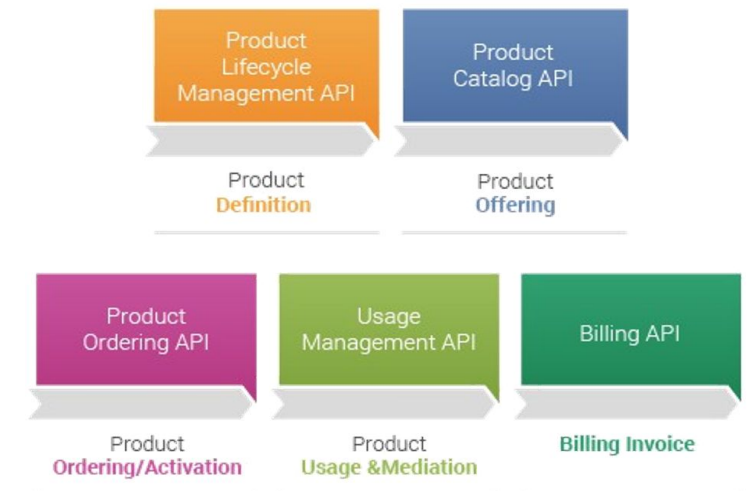 Product
Lifecycle
Management API
Product
Catalog API
Product
Definition
Product
Offering
Product
Ordering API
Usage
Management API
Billing API
Product
Ordering/Activation
Product
Usage &Mediation
Billing Invoice